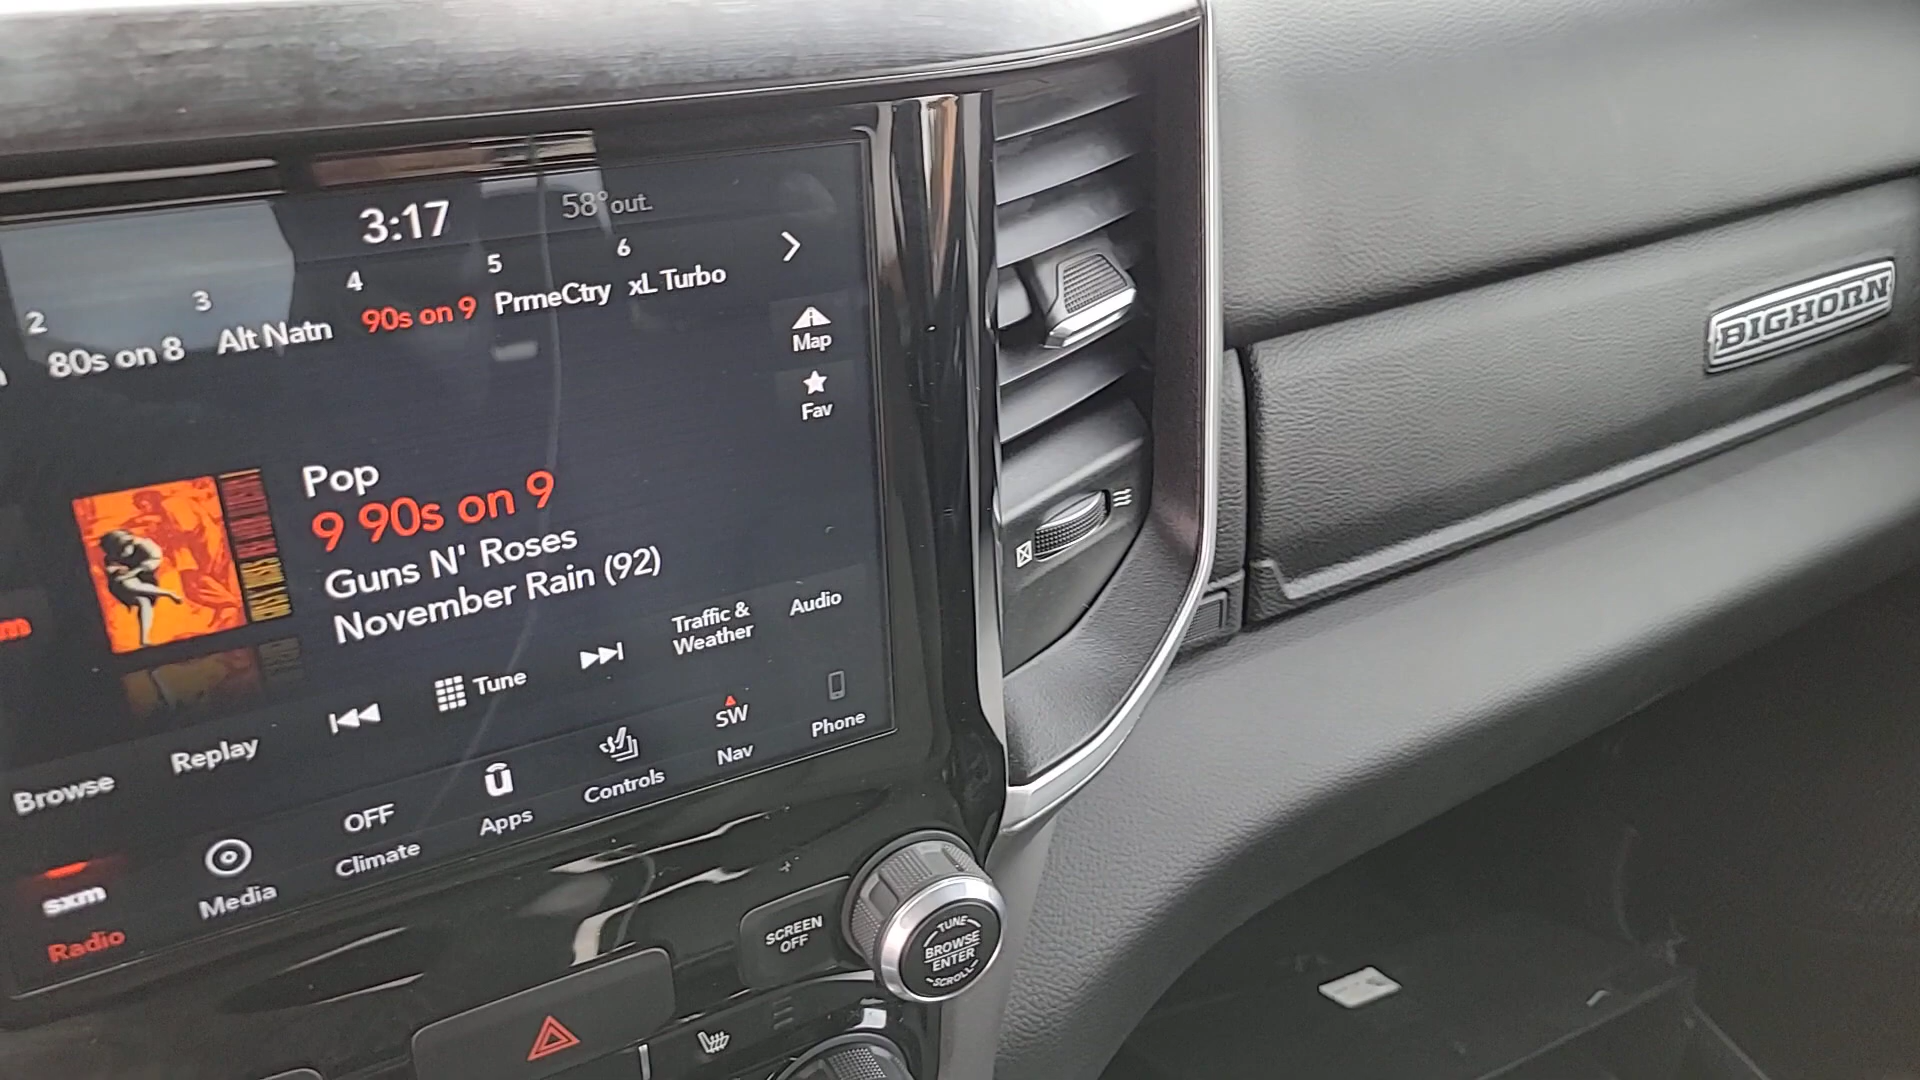 3:17
58°out.
2
3
4
5
6
80s on 8
Alt Natn
90s on 9
PrmeCtry
xL Turbo
Map
Fav
Pop
9 90s on 9
Guns N' Roses
November Rain (92)
Browse
Replay
Tune
Traffic &
Weather
Audio
sxm
Radio
Media
OFF
Climate
Apps
Controls
SW
Nav
Phone
SCREEN
OFF
TUNE
BROWSE
ENTER
SCROLL
BIGHORN